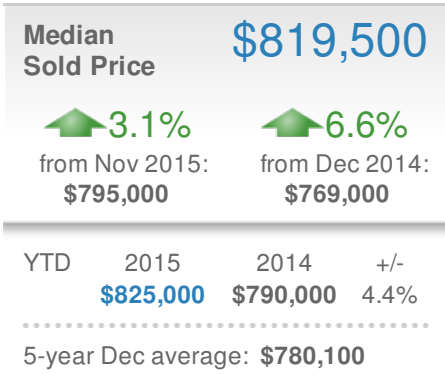 Median $819,500
Sold Price
3.1% 6.6%
from Nov 2015: from Dec 2014:
$795,000 $769,000
YTD 2015 2014 +/-
$825,000 $790,000 4.4%
5-year Dec average: $780,100